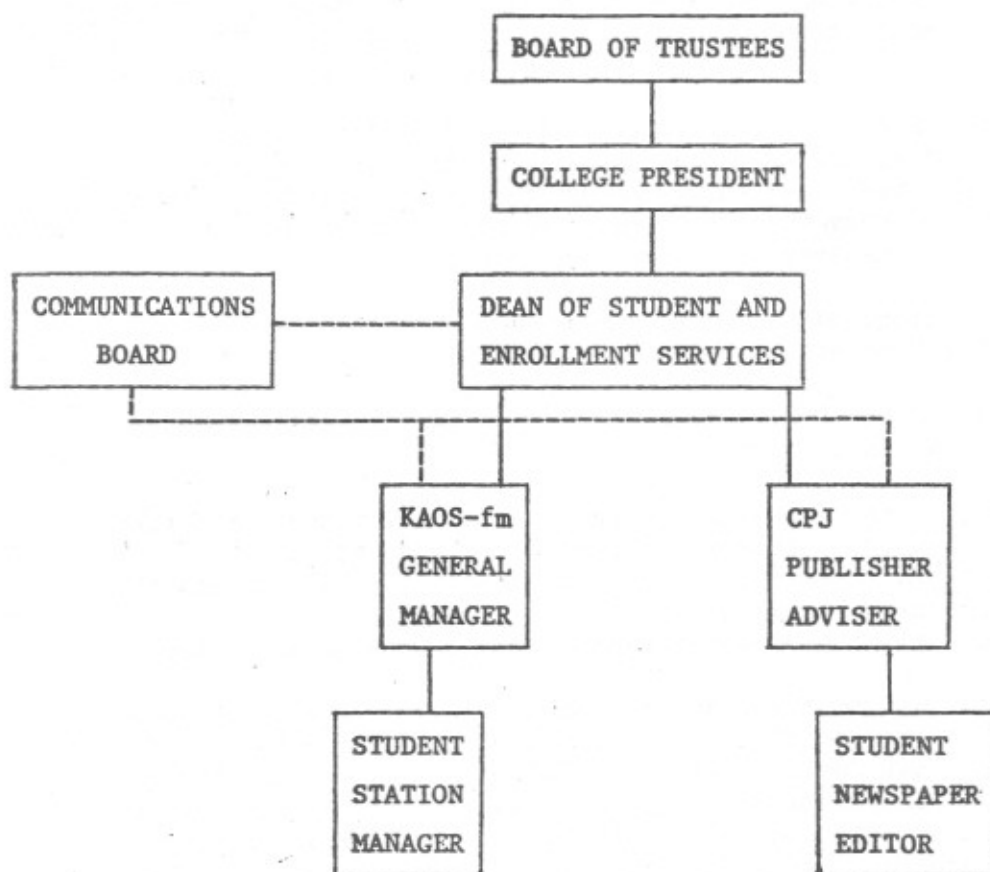 BOARD OF TRUSTEES
COLLEGE PRESIDENT
COMMUNICATIONS
BOARD
DEAN OF STUDENT AND
ENROLLMENT SERVICES
KAOS-fm
GENERAL
MANAGER
CPJ
PUBLISHER
ADVISER
STUDENT
STATION
MANAGER
STUDENT
NEWSPAPER
EDITOR